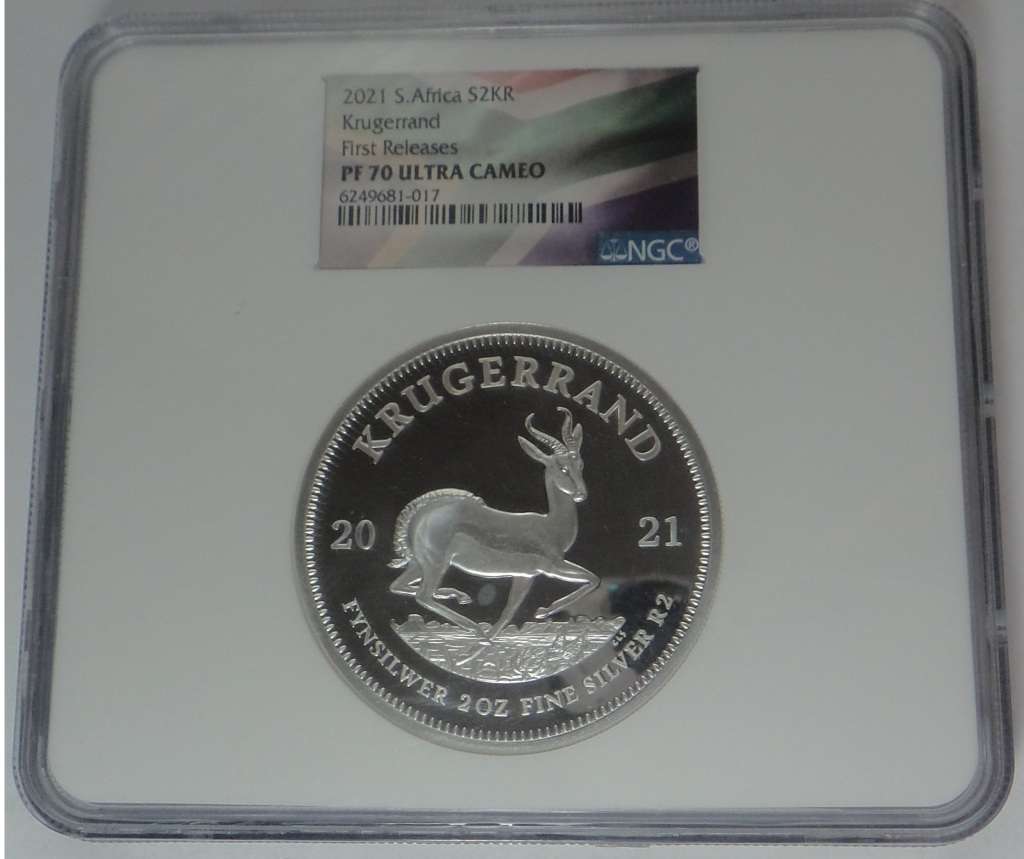 2021 S.Africa S2KR
Krugerrand
First Releases
PF 70 ULTRA CAMEO
6249681-017
NGC®
KRUGERRAND
20 21
FYNSILWER 2OZ FINE SILVER R2
CLS